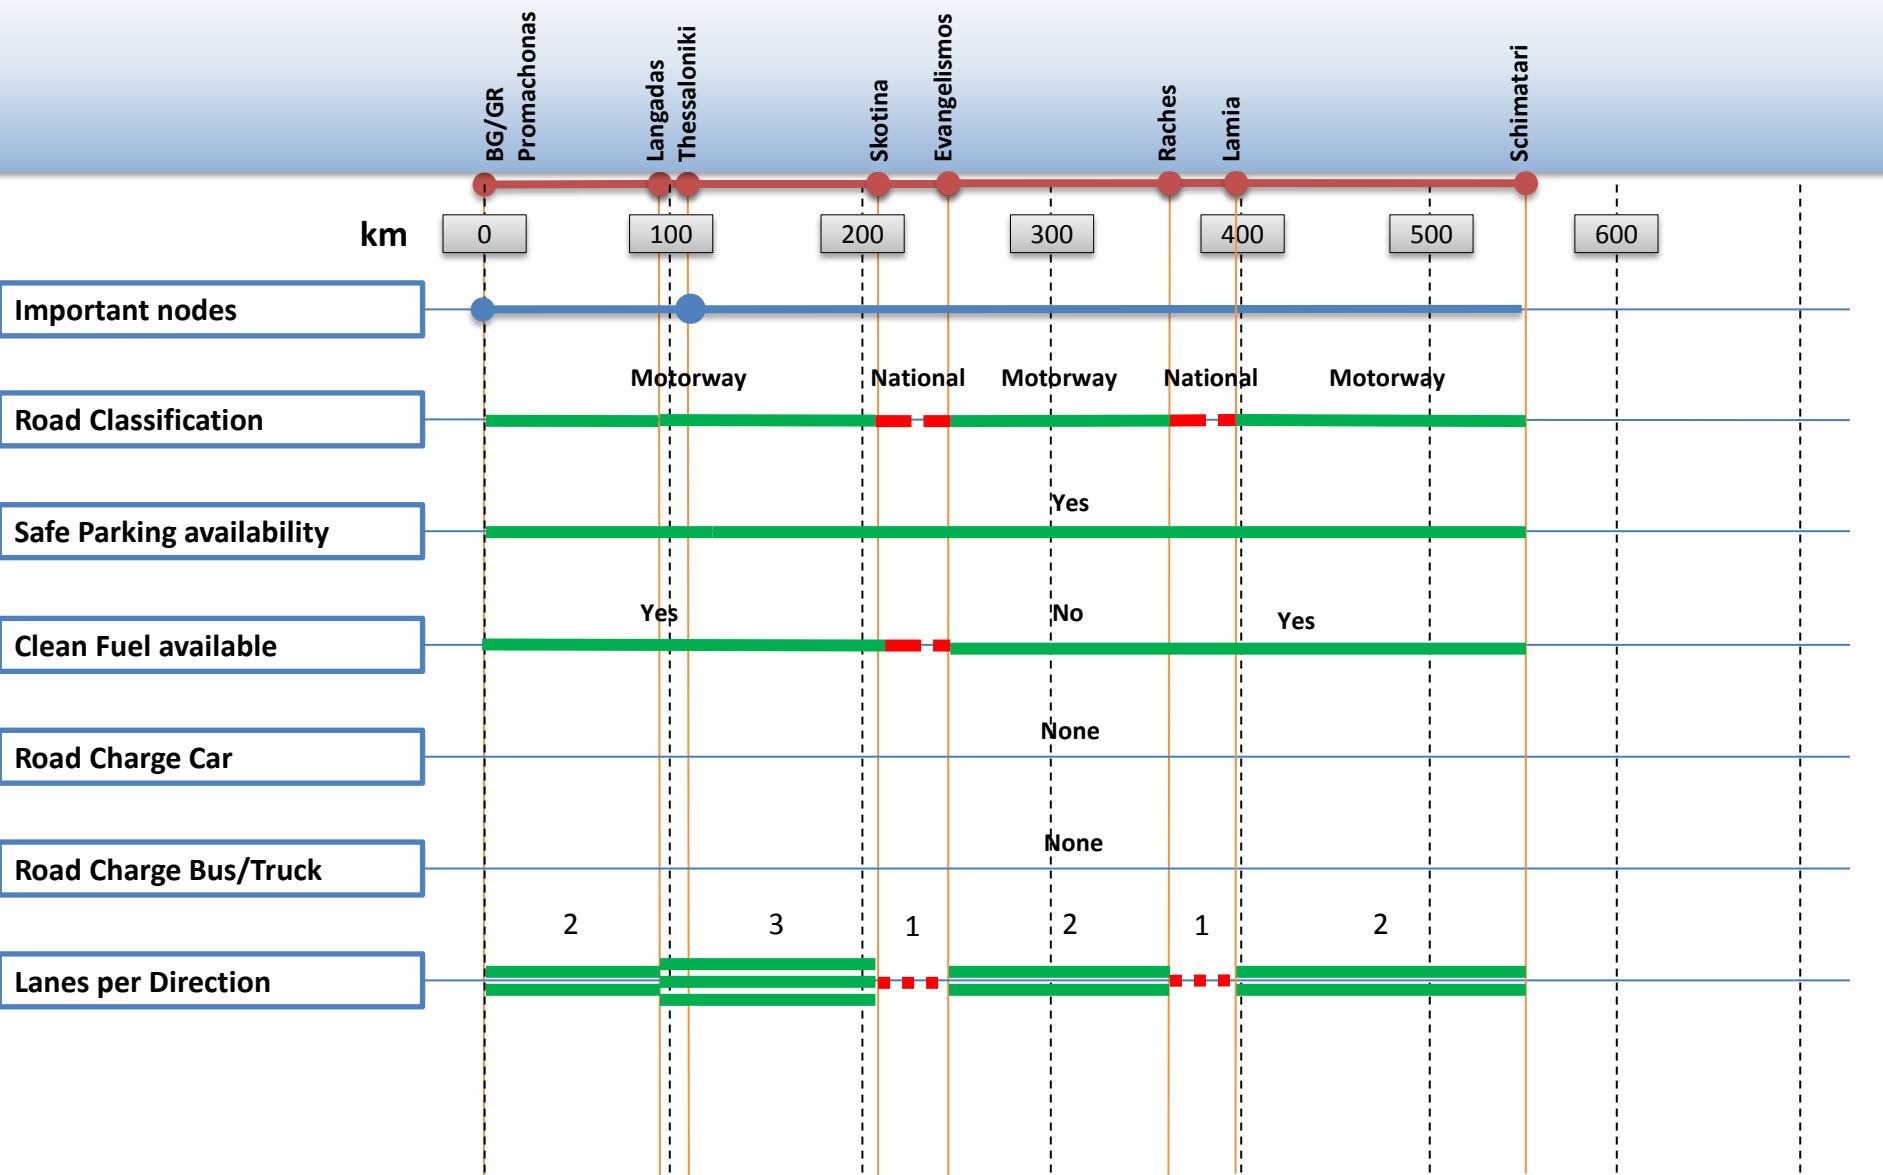 BG/GR
Promachonas
Langadas
Thessaloniki
Skotina
Evangelismos
Raches
Lamia
Schimatari
km
0
100
200
300
400
500
600
Important nodes
Motorway
National
Motorway
National
Motorway
Road Classification
Yes
Safe Parking availability
Yes
No
Yes
Clean Fuel available
None
Road Charge Car
None
Road Charge Bus/Truck
2
3
1
2
1
2
Lanes per Direction